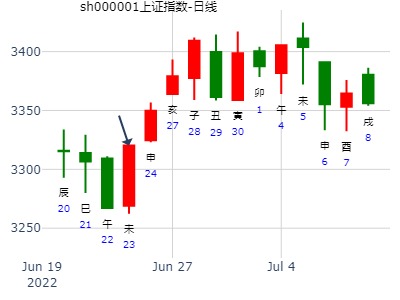 sh000001上证指数-日线
3400
3350
3300
3250
辰
20
巳
21
午
22
未
23
申
24
亥
27
子
28
丑
29
寅
30
卯
1
午
4
未
5
申
6
酉
7
戌
8
Jun 19
2022
Jun 27
Jul 4